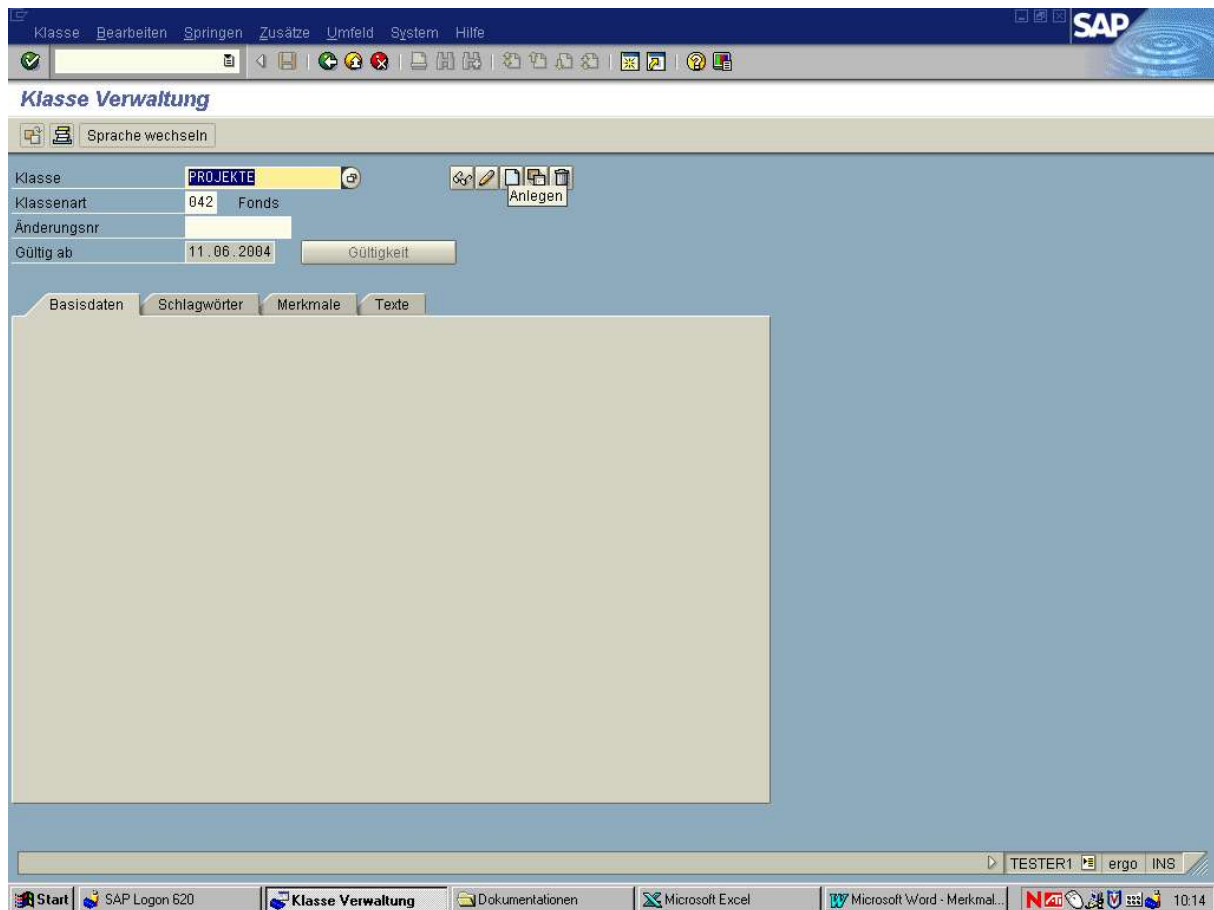 Klasse Bearbeiten Springen Zusätze Umfeld System Hilfe
SAP
Klasse Verwaltung
Sprache wechseln
Klasse PROJEKTE
Anlegen
Klassenart 042 Fonds
Änderungsnr
Gültig ab 11.06.2004 Gültigkeit
Basisdaten Schlagwörter Merkmale Texte
TESTER1 ergo INS
Start SAP Logon 620 Klasse Verwaltung Dokumentationen Microsoft Excel Microsoft Word - Merkmal... 10:14